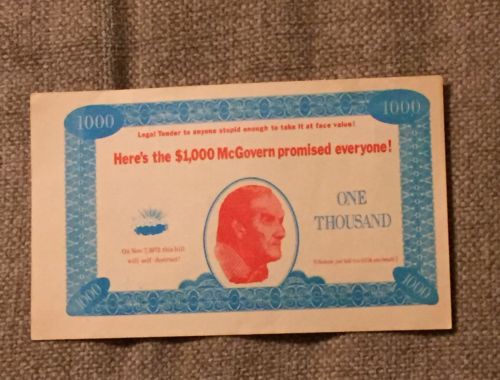 1000
1000
Legal Tender to anyone stupid enough to take it at face value!
Here's the $1,000 McGovern promised everyone!
ONE
THOUSAND
On Nov. 7, 1972 this bill
will self destruct!
1000
1000